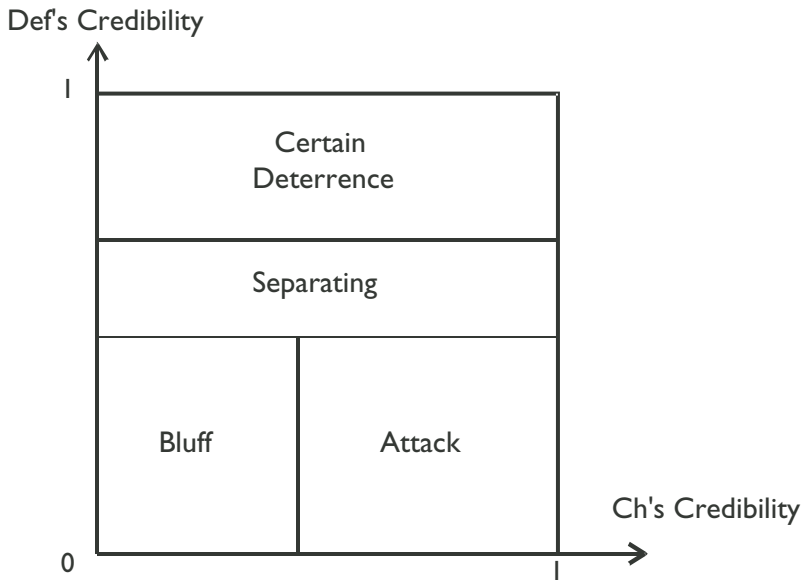 Def's Credibility
1
Certain
Deterrence
Separating
Bluff
Attack
Ch's Credibility
0
1